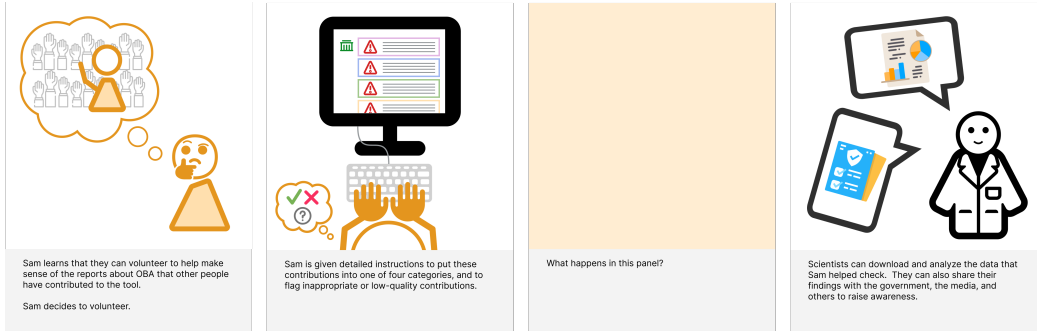 Sam learns that they can volunteer to help make
sense of the reports about OBA that other people
have contributed to the tool.
Sam decides to volunteer.
Sam is given detailed instructions to put these
contributions into one of four categories, and to
flag inappropriate or low-quality contributions.
What happens in this panel?
Scientists can download and analyze the data that
Sam helped check.  They can also share their
findings with the government, the media, and
others to raise awareness.